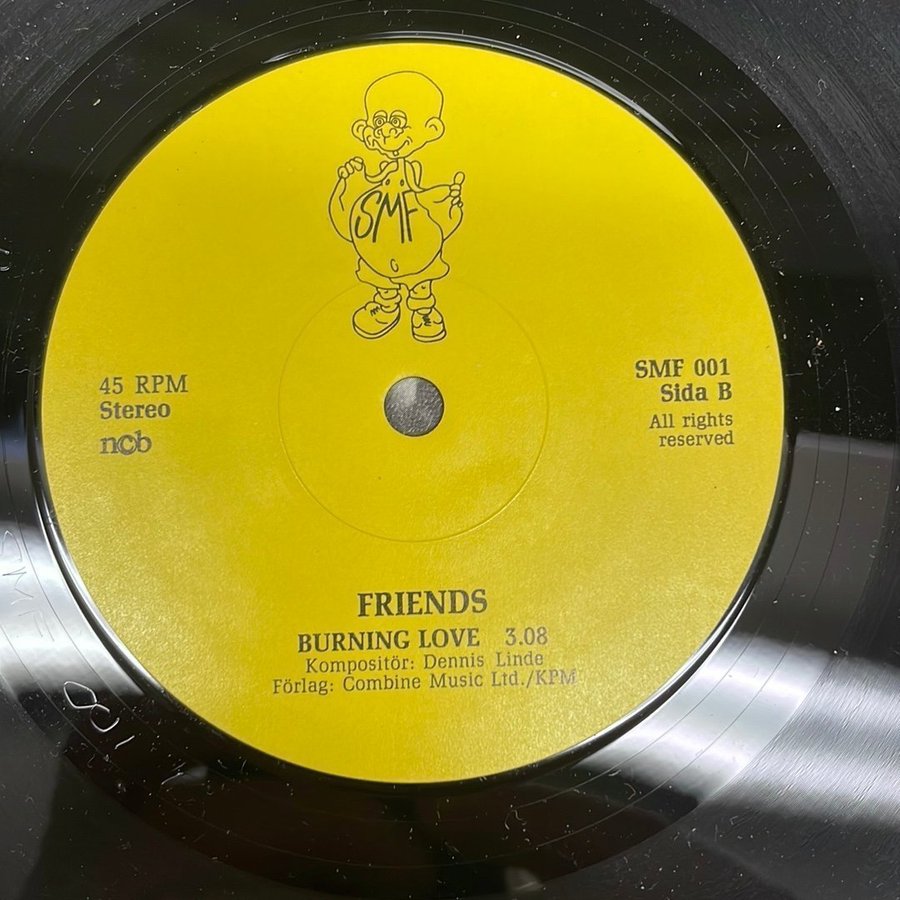 SMF
45 RPM
Stereo
ncb
SMF 001
Sida B
All rights
reserved
FRIENDS
BURNING LOVE 3.08
Kompositör: Dennis Linde
Förlag: Combine Music Ltd./KPM
SMF